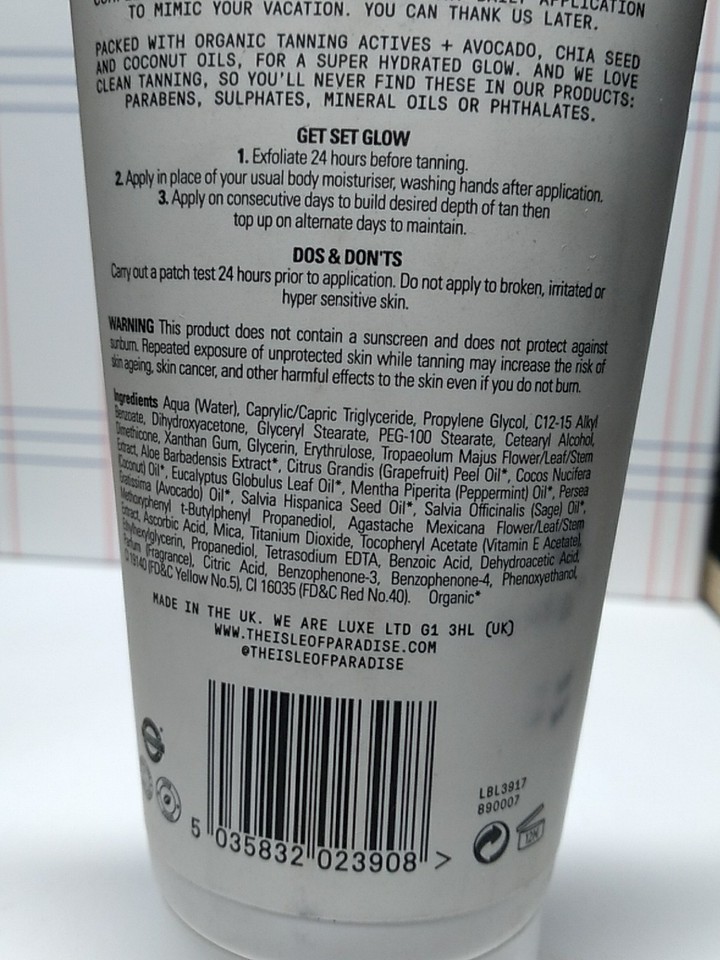 APPLICATION
TO MIMIC YOUR VACATION. YOU CAN THANK US LATER.
PACKED WITH ORGANIC TANNING ACTIVES + AVOCADO, CHIA SEED
AND COCONUT OILS, FOR A SUPER HYDRATED GLOW. AND WE LOVE
CLEAN TANNING, SO YOU'LL NEVER FIND THESE IN OUR PRODUCTS:
PARABENS, SULPHATES, MINERAL OILS OR PHTHALATES.
GET SET GLOW
1. Exfoliate 24 hours before tanning.
2. Apply in place of your usual body moisturiser, washing hands after application.
3. Apply on consecutive days to build desired depth of tan then
top up on alternate days to maintain.
DOS & DON'TS
Carry out a patch test 24 hours prior to application. Do not apply to broken, irritated or
hyper sensitive skin.
WARNING This product does not contain a sunscreen and does not protect against
sunburn. Repeated exposure of unprotected skin while tanning may increase the risk of
skin ageing, skin cancer, and other harmful effects to the skin even if you do not burn.
Ingredients Aqua (Water), Caprylic/Capric Triglyceride, Propylene Glycol, C12-15 Alkyl
Benzoate, Dihydroxyacetone, Glyceryl Stearate, PEG-100 Stearate, Cetearyl Alcohol,
Dimethicone, Xanthan Gum, Glycerin, Erythrulose, Tropaeolum Majus Flower/Leaf/Stem
Extract, Aloe Barbadensis Extract*, Citrus Grandis (Grapefruit) Peel Oil*, Cocos Nucifera
(Coconut) Oil*, Eucalyptus Globulus Leaf Oil*, Mentha Piperita (Peppermint) Oil*, Persea
Gratissima (Avocado) Oil*, Salvia Hispanica Seed Oil*, Salvia Officinalis (Sage) Oil*,
Methoxyphenyl t-Butylphenyl Propanediol, Agastache Mexicana Flower/Leaf/Stem
Extract, Ascorbic Acid, Mica, Titanium Dioxide, Tocopheryl Acetate (Vitamin E Acetate),
Ethylhexylglycerin, Propanediol, Tetrasodium EDTA, Benzoic Acid, Dehydroacetic Acid,
Parfum (Fragrance), Citric Acid, Benzophenone-3, Benzophenone-4, Phenoxyethanol,
CI 19140 (FD&C Yellow No.5), CI 16035 (FD&C Red No.40). Organic*
MADE IN THE UK. WE ARE LUXE LTD G1 3HL (UK)
WWW.THEISLEOFPARADISE.COM
@THEISLEOFPARADISE
LBL3917
B90007
12M
5 035832 023908 >